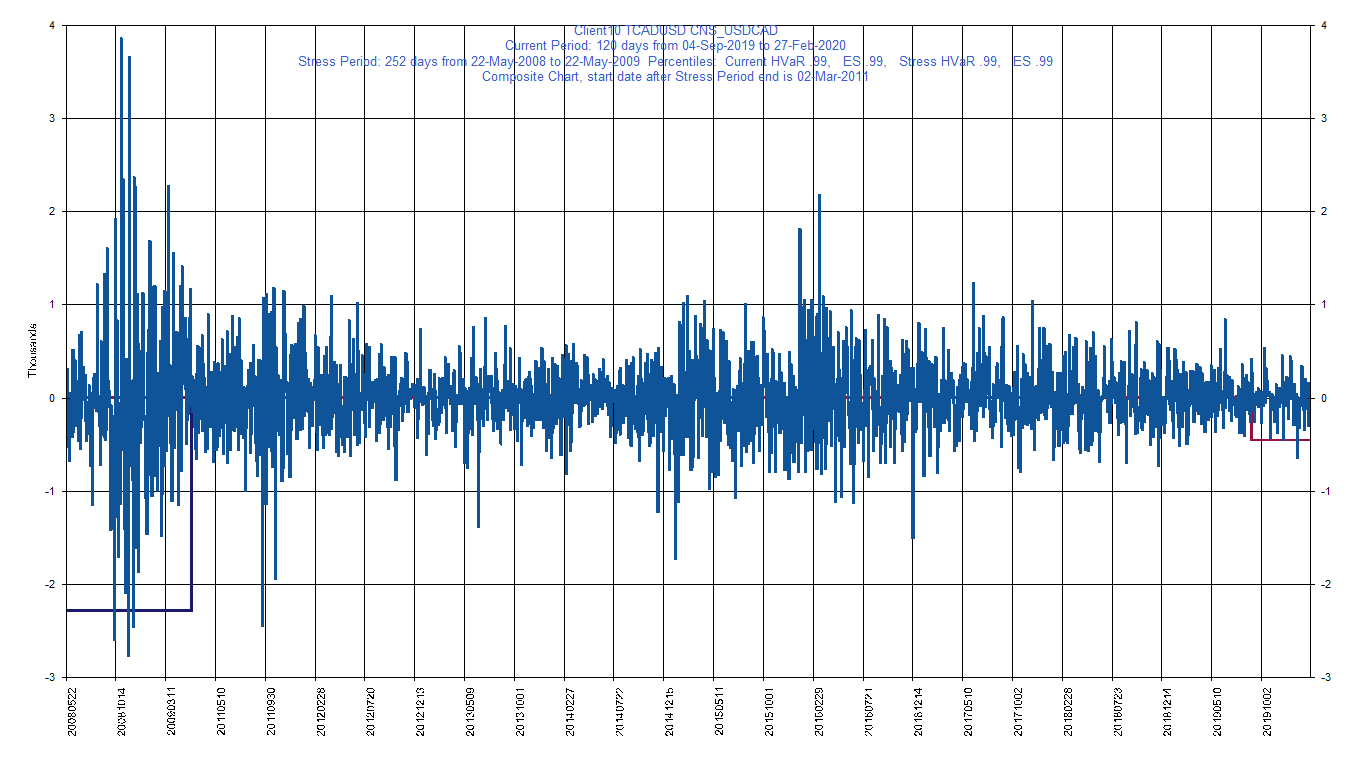 Client10 TCADUSD CNS_USDCAD
Current Period: 120 days from 04-Sep-2019 to 27-Feb-2020
Stress Period: 252 days from 22-May-2008 to 22-May-2009  Percentiles:  Current HVaR .99,   ES .99,   Stress HVaR .99,   ES .99
Composite Chart, start date after Stress Period end is 02-Mar-2011
4 4
3 3
2 2
1 1
Thousands
0 0
-1 -1
-2 -2
-3 -3
20080522 20081014 20090311 20110510 20110930 20120228 20120720 20121213 20130509 20131001 20140227 20140722 20141215 20150511 20151001 20160229 20160721 20161214 20170510 20171002 20180228 20180723 20181214 20190510 20191002